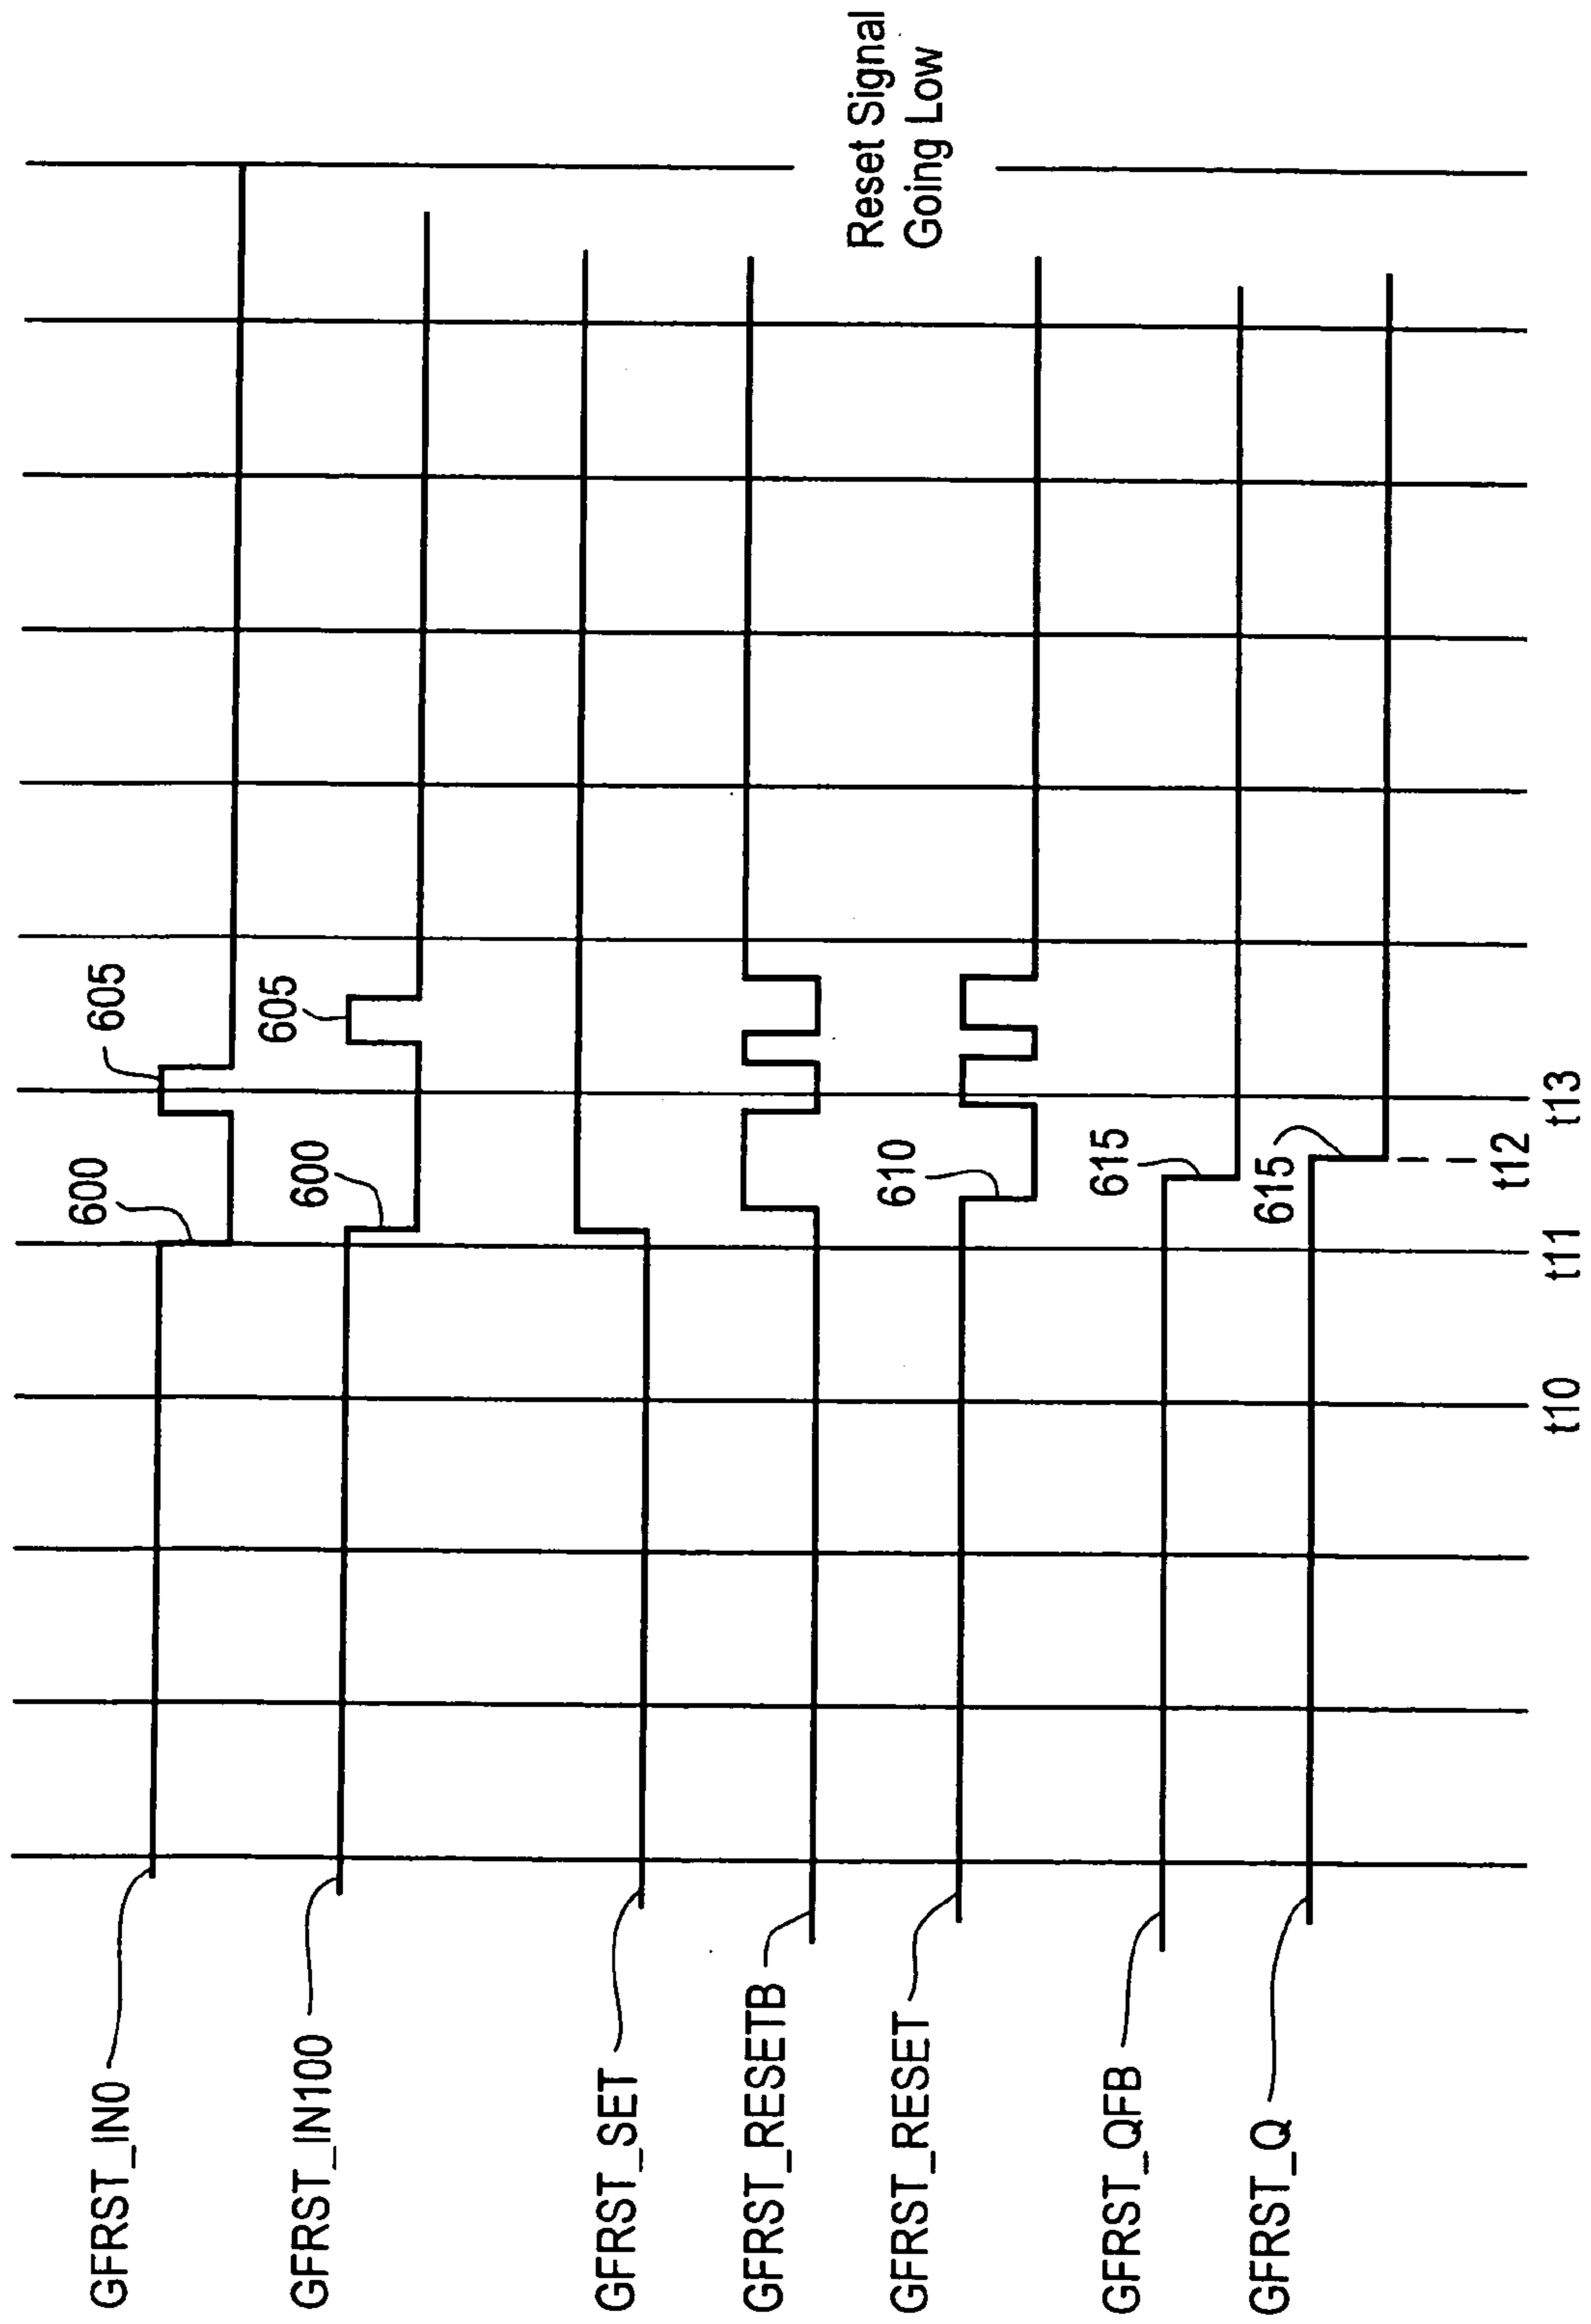 GFRST_IN0
600
605
GFRST_IN100
600
605
GFRST_SET
GFRST_RESETB
GFRST_RESET
610
Reset Signal
Going Low
GFRST_QFB
615
GFRST_Q
615
t12
t10
t11
t13